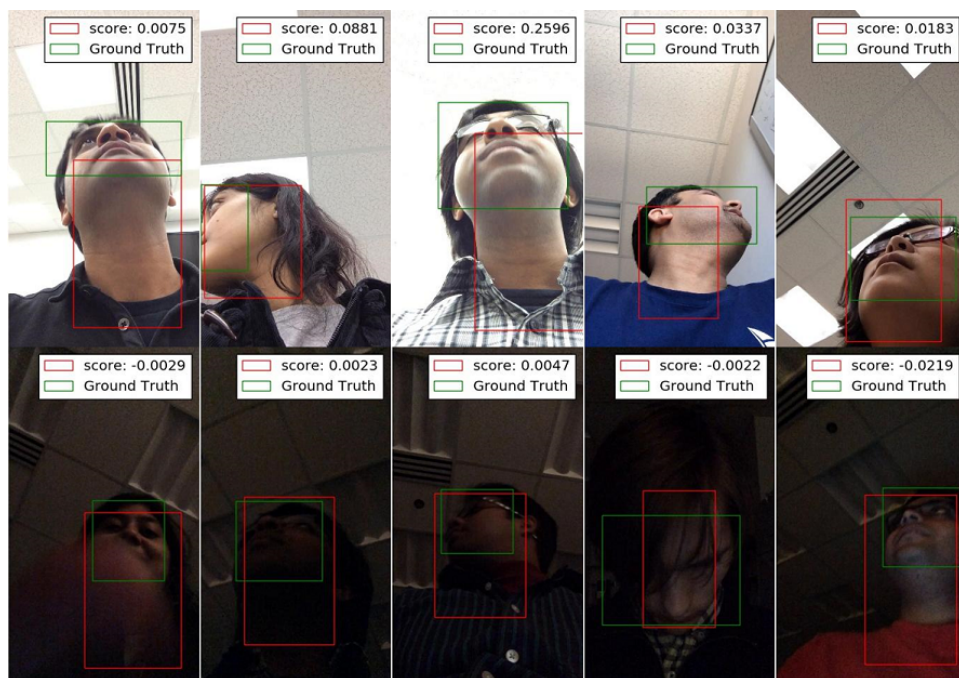 score: 0.0075
Ground Truth
score: 0.0881
Ground Truth
score: 0.2596
Ground Truth
score: 0.0337
Ground Truth
score: 0.0183
Ground Truth
score: -0.0029
Ground Truth
score: 0.0023
Ground Truth
score: 0.0047
Ground Truth
score: -0.0022
Ground Truth
score: -0.0219
Ground Truth